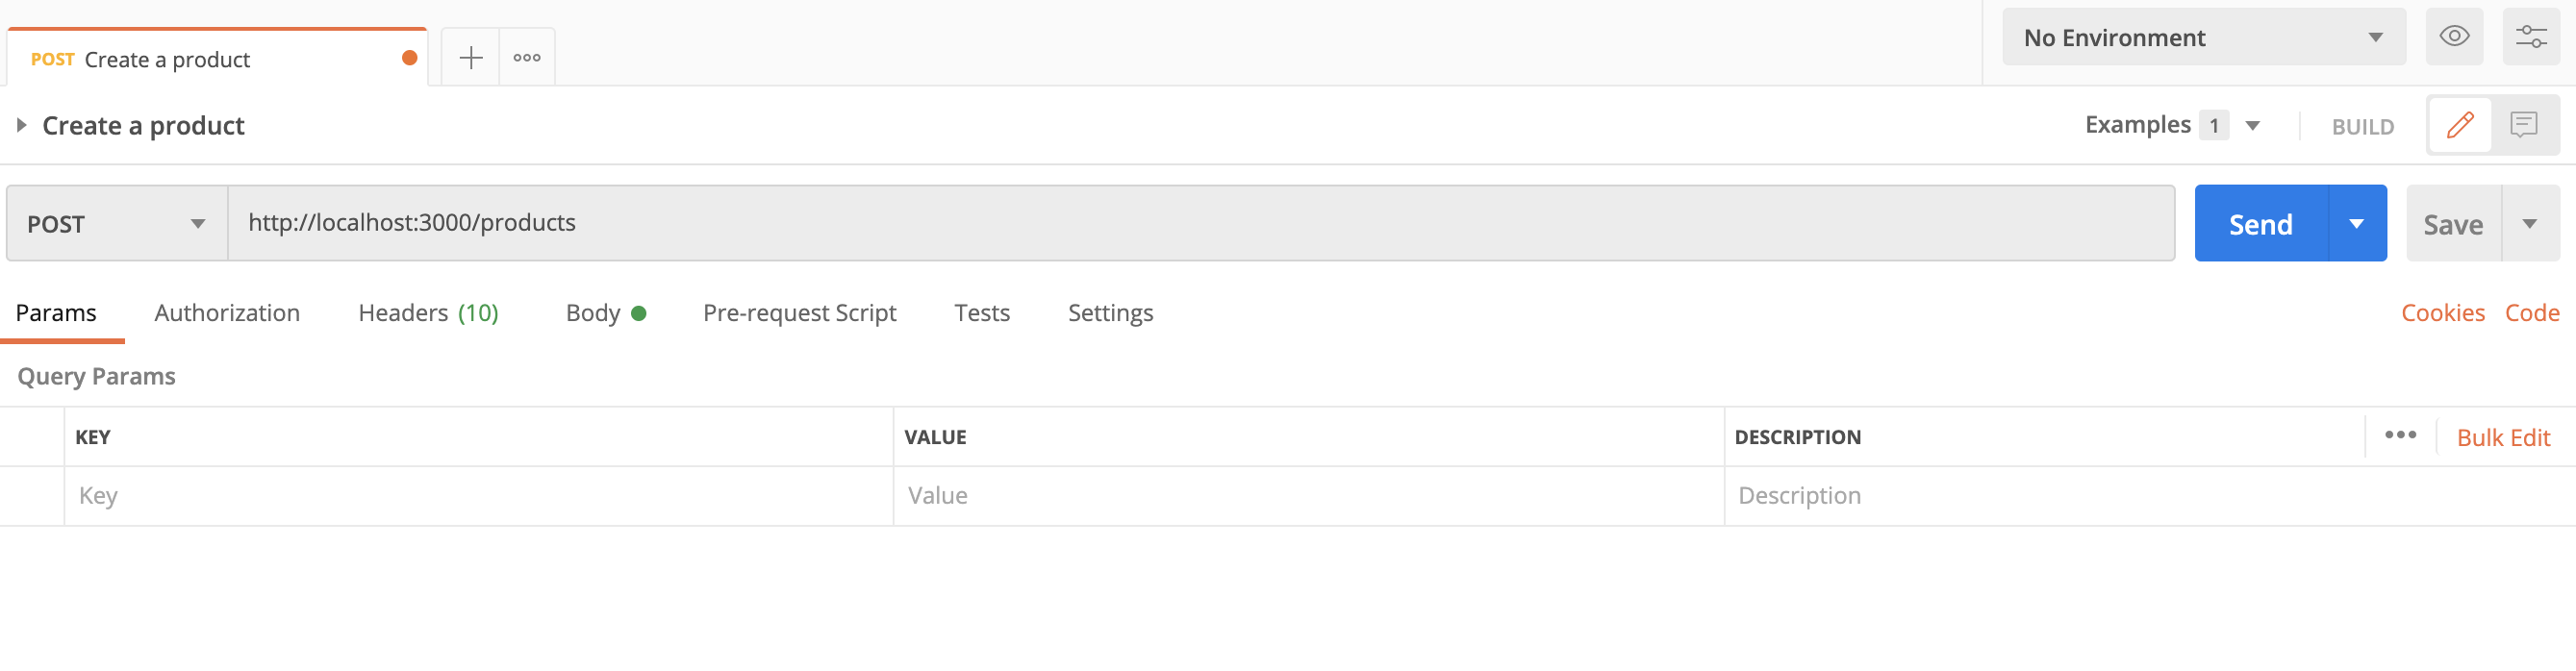 POST Create a product
No Environment
Create a product
Examples 1
BUILD
POST
http://localhost:3000/products
Send
Save
Params Authorization Headers (10) Body Pre-request Script Tests Settings
Cookies Code
Query Params
KEY VALUE DESCRIPTION
Bulk Edit
Key Value Description